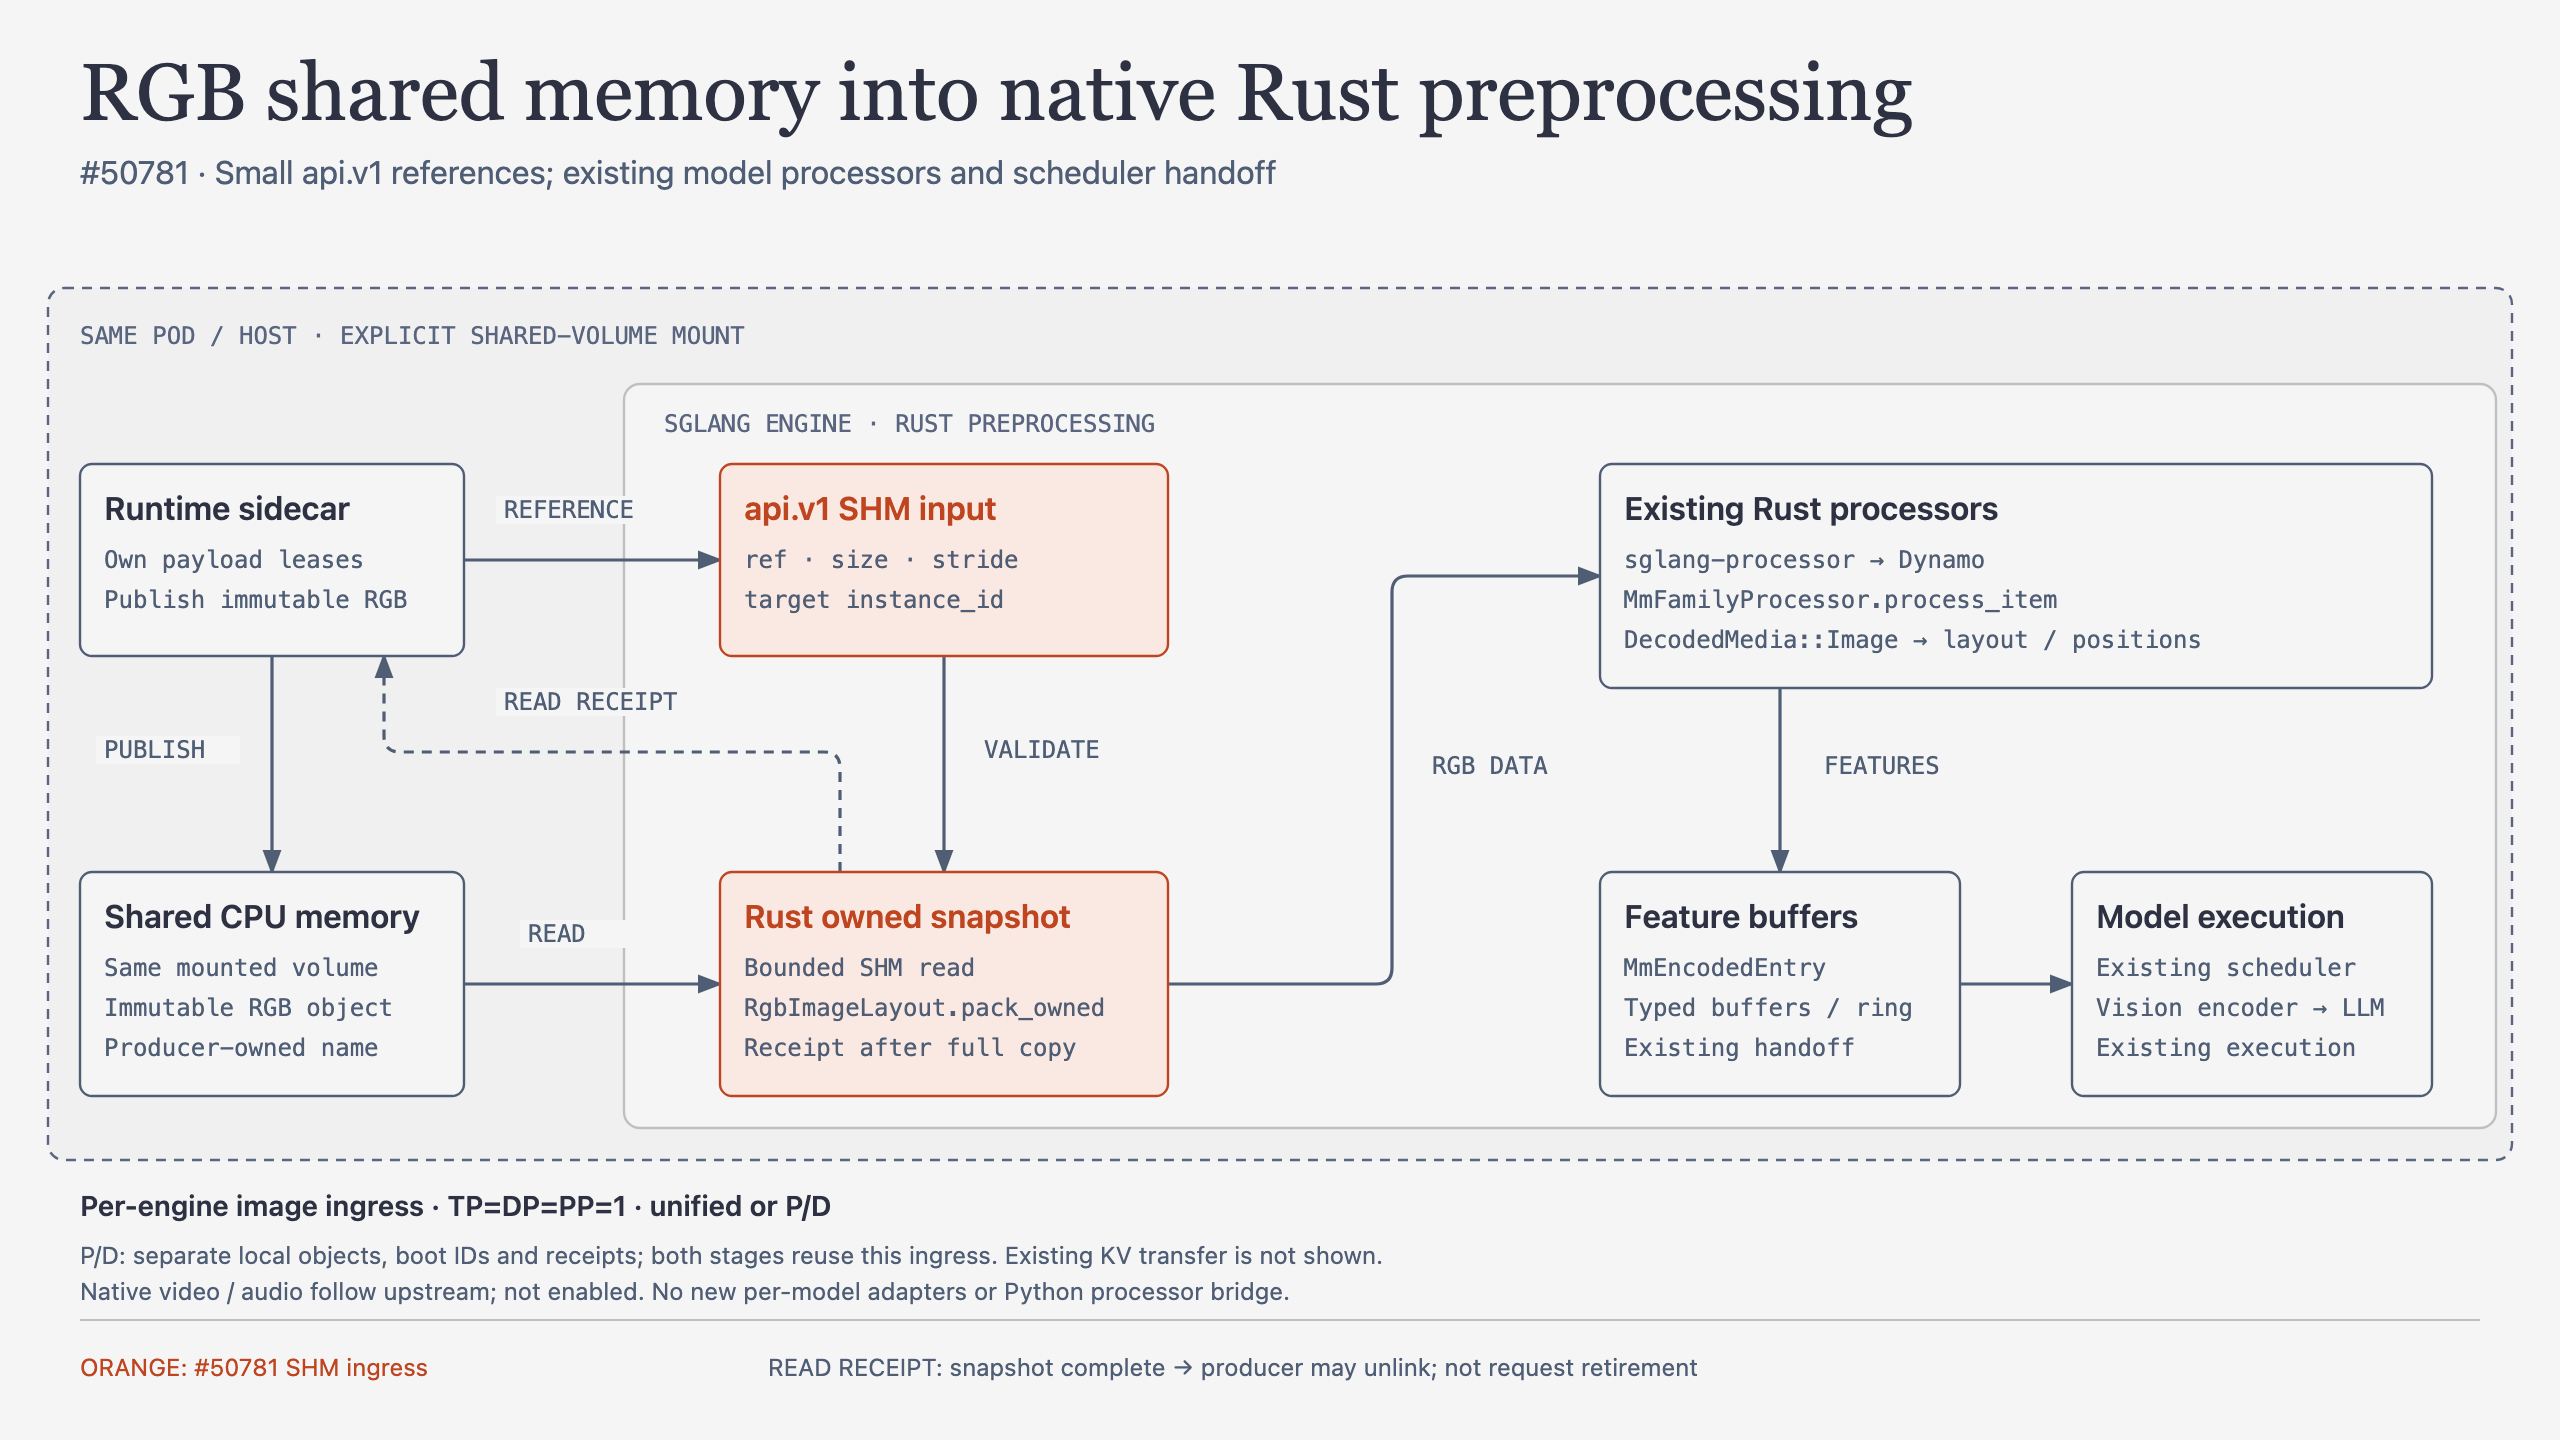 RGB shared memory into native Rust preprocessing
#50781 · Small api.v1 references; existing model processors and scheduler handoff
SAME POD / HOST · EXPLICIT SHARED–VOLUME MOUNT
SGLANG ENGINE · RUST PREPROCESSING
Runtime sidecar
Own payload leases
Publish immutable RGB
REFERENCE
api.v1 SHM input
ref · size · stride
target instance_id
Existing Rust processors
sglang–processor → Dynamo
MmFamilyProcessor.process_item
DecodedMedia::Image → layout / positions
READ RECEIPT
PUBLISH
VALIDATE
RGB DATA
FEATURES
Shared CPU memory
Same mounted volume
Immutable RGB object
Producer–owned name
READ
Rust owned snapshot
Bounded SHM read
RgbImageLayout.pack_owned
Receipt after full copy
Feature buffers
MmEncodedEntry
Typed buffers / ring
Existing handoff
Model execution
Existing scheduler
Vision encoder → LLM
Existing execution
Per-engine image ingress · TP=DP=PP=1 · unified or P/D
P/D: separate local objects, boot IDs and receipts; both stages reuse this ingress. Existing KV transfer is not shown.
Native video / audio follow upstream; not enabled. No new per-model adapters or Python processor bridge.
ORANGE: #50781 SHM ingress
READ RECEIPT: snapshot complete → producer may unlink; not request retirement